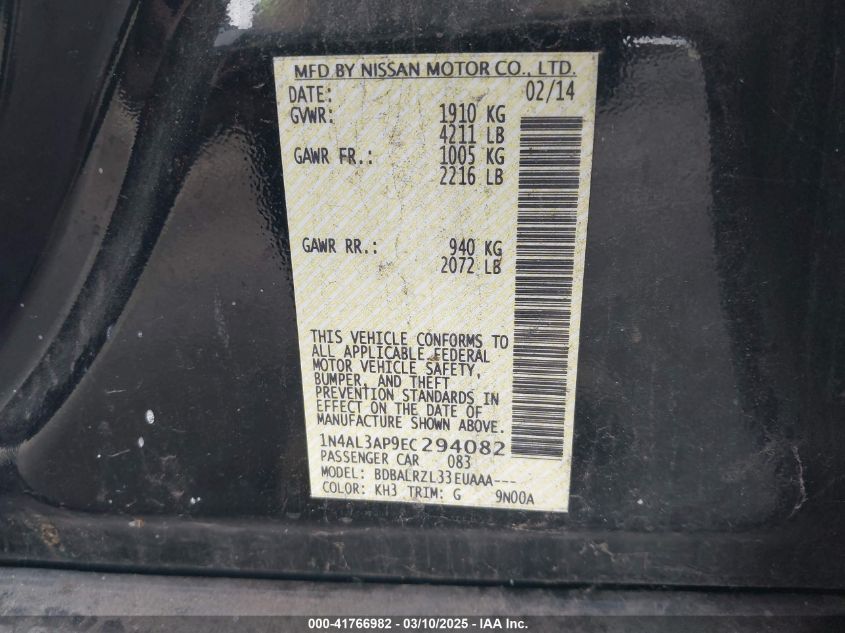 MFD BY NISSAN MOTOR CO., LTD.
DATE: 02/14
GVWR: 1910 KG
4211 LB
GAWR FR.: 1005 KG
2216 LB
GAWR RR.: 940 KG
2072 LB
THIS VEHICLE CONFORMS TO
ALL APPLICABLE FEDERAL
MOTOR VEHICLE SAFETY,
BUMPER, AND THEFT
PREVENTION STANDARDS IN
EFFECT ON THE DATE OF
MANUFACTURE SHOWN ABOVE.
1N4AL3AP9EC294082
PASSENGER CAR 083
MODEL: BDBALRZL33EUAAA---
COLOR: KH3 TRIM: G 9N00A
000-41766982 - 03/10/2025 - IAA Inc.